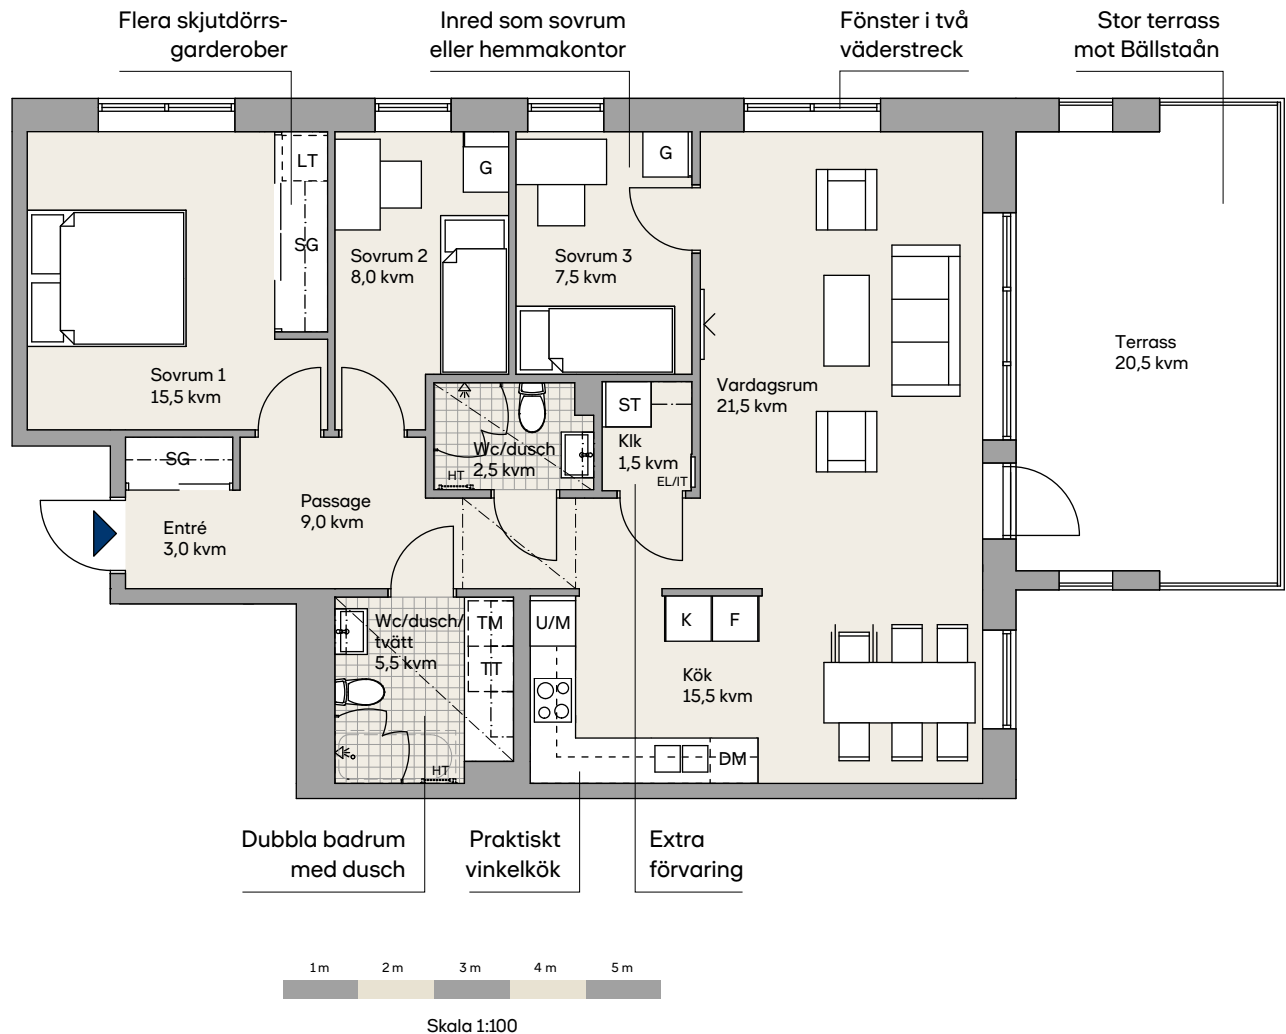 Flera skjutdörrs-
garderober
Inred som sovrum
eller hemmakontor
Fönster i två
väderstreck
Stor terrass
mot Bällstaån
LT
SG
G
G
Sovrum 2
8,0 kvm
Sovrum 3
7,5 kvm
Sovrum 1
15,5 kvm
Vardagsrum
21,5 kvm
Terrass
20,5 kvm
ST
Klk
1,5 kvm
EL/IT
Wc/dusch
2,5 kvm
HT
SG
Passage
9,0 kvm
Entré
3,0 kvm
Wc/dusch/
tvätt
5,5 kvm
TM
TT
HT
U/M
K
F
Kök
15,5 kvm
DM
Dubbla badrum
med dusch
Praktiskt
vinkelkök
Extra
förvaring
1 m
2 m
3 m
4 m
5 m
Skala 1:100